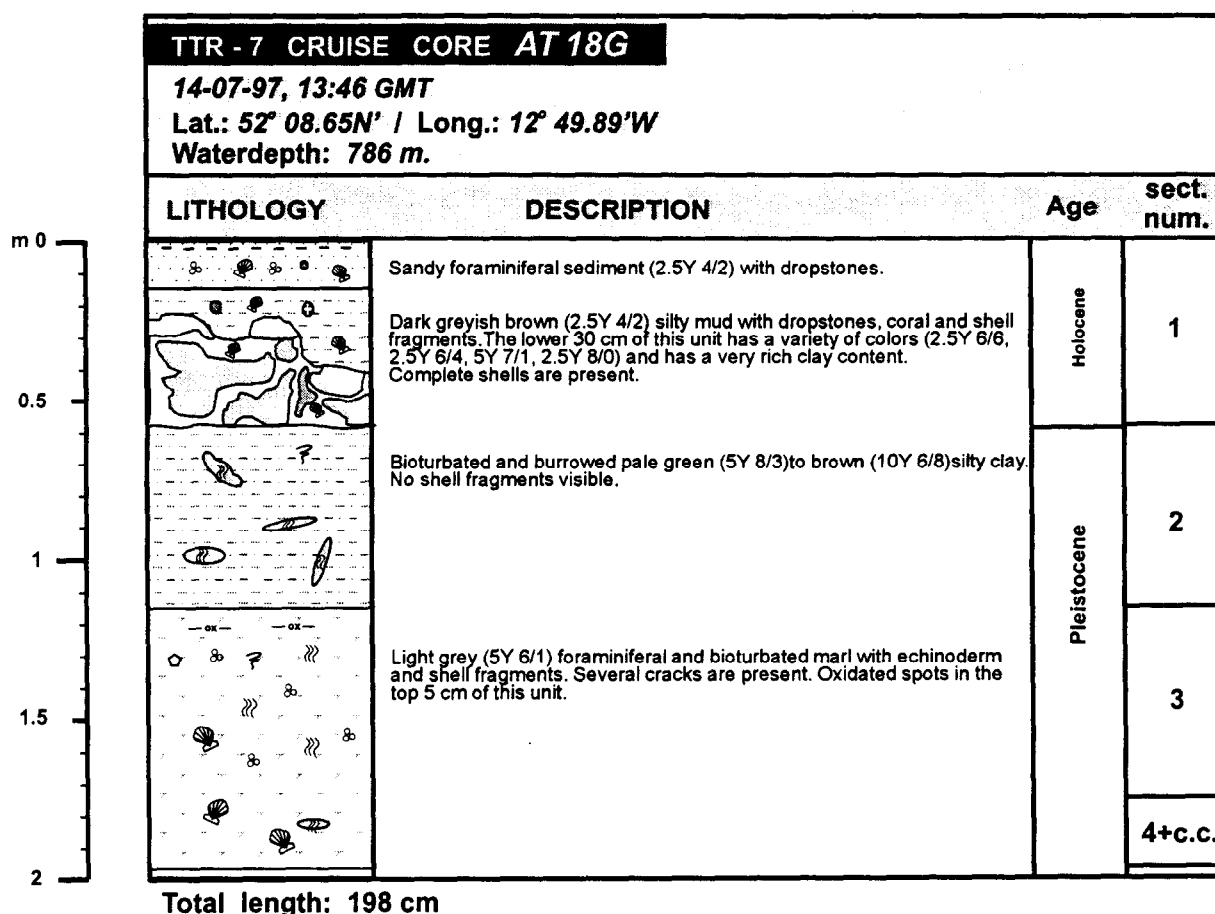 TTR - 7 CRUISE CORE AT 18G
14-07-97, 13:46 GMT
Lat.: 52° 08.65N' / Long.: 12° 49.89'W
Waterdepth: 786 m.
LITHOLOGY
DESCRIPTION
Age
sect. num.
m 0
0.5
1
1.5
2
Sandy foraminiferal sediment (2.5Y 4/2) with dropstones.
Dark greyish brown (2.5Y 4/2) silty mud with dropstones, coral and shell
fragments.The lower 30 cm of this unit has a variety of colors (2.5Y 6/6,
2.5Y 6/4, 5Y 7/1, 2.5Y 8/0) and has a very rich clay content.
Complete shells are present.
Holocene
1
Bioturbated and burrowed pale green (5Y 8/3)to brown (10Y 6/8)silty clay.
No shell fragments visible.
Pleistocene
2
-ox- -ox-
Light grey (5Y 6/1) foraminiferal and bioturbated marl with echinoderm
and shell fragments. Several cracks are present. Oxidated spots in the
top 5 cm of this unit.
3
4+c.c.
Total length: 198 cm